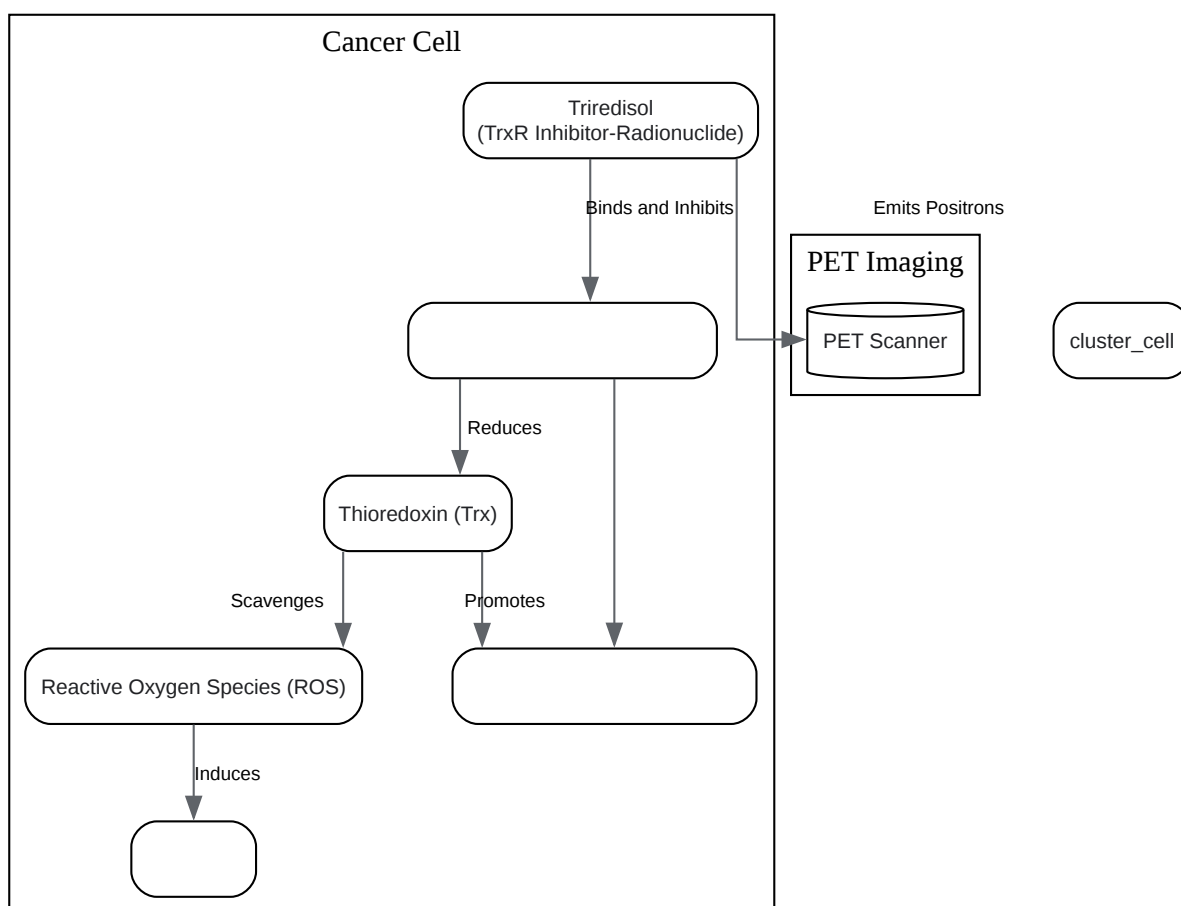 Cancer Cell
Triredisol
(TrxR Inhibitor-Radionuclide)
Binds and Inhibits
Emits Positrons
PET Imaging
PET Scanner
cluster_cell
Reduces
Thioredoxin (Trx)
Scavenges
Promotes
Reactive Oxygen Species (ROS)
Induces